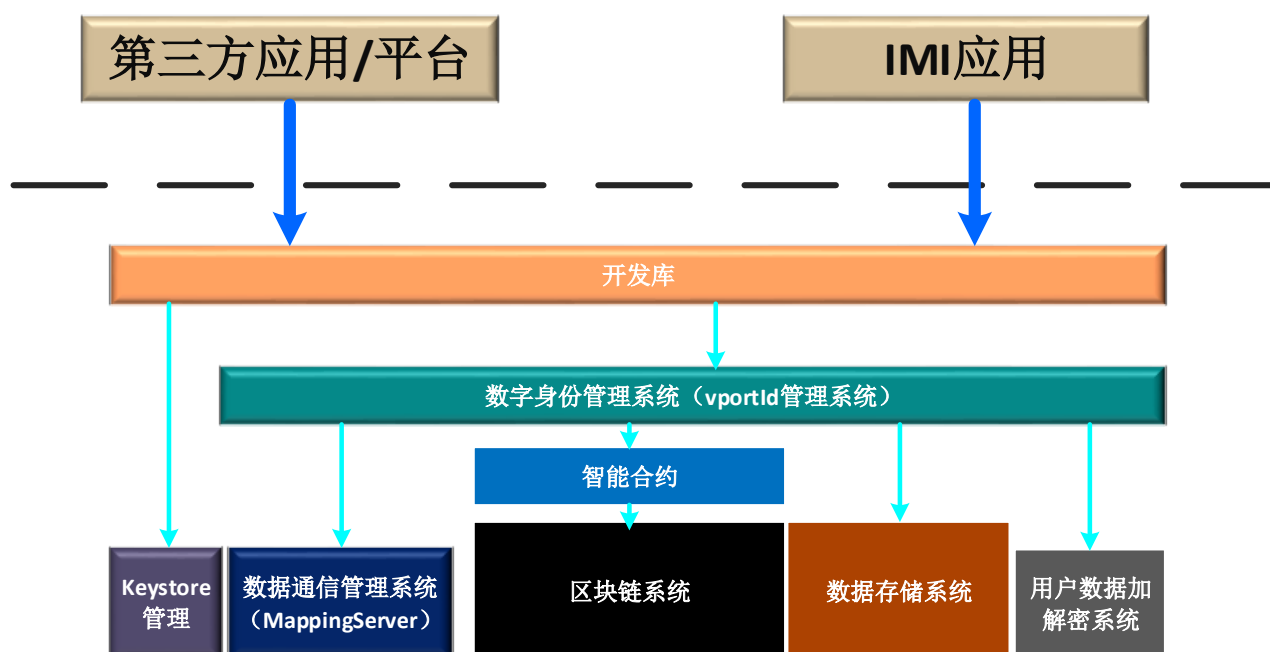 第三方应用/平台
IMI应用
开发库
数字身份管理系统（vportId管理系统）
智能合约
Keystore
管理
数据通信管理系统
（MappingServer）
区块链系统
数据存储系统
用户数据加
解密系统